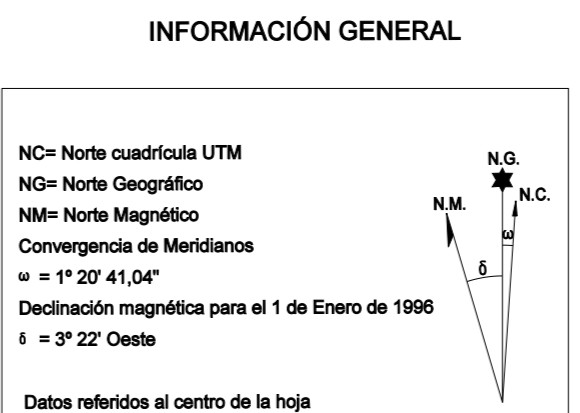 INFORMACIÓN GENERAL
NC= Norte cuadrícula UTM
NG= Norte Geográfico
NM= Norte Magnético
Convergencia de Meridianos
ω = 1º 20' 41,04"
Declinación magnética para el 1 de Enero de 1996
δ = 3º 22' Oeste
Datos referidos al centro de la hoja
N.G.
N.C.
N.M.
ω
δ